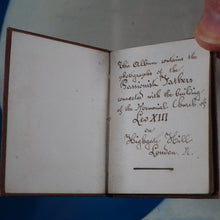 This Album contains the
photographs of the
Passionist Fathers
connected with the building
of the Memorial Church of
Leo XIII
on
Highgate Hill
London. N.